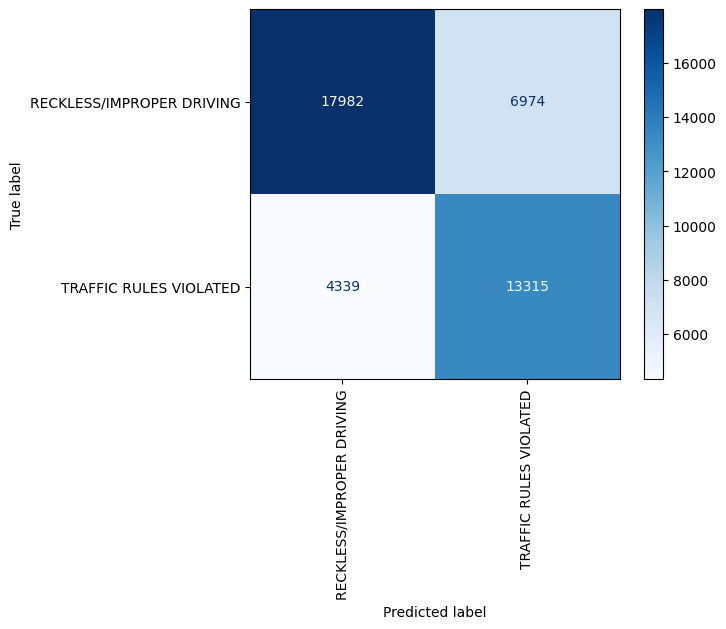 RECKLESS/IMPROPER DRIVING
17982
6974
TRAFFIC RULES VIOLATED
4339
13315
True label
RECKLESS/IMPROPER DRIVING
TRAFFIC RULES VIOLATED
Predicted label
16000
14000
12000
10000
8000
6000